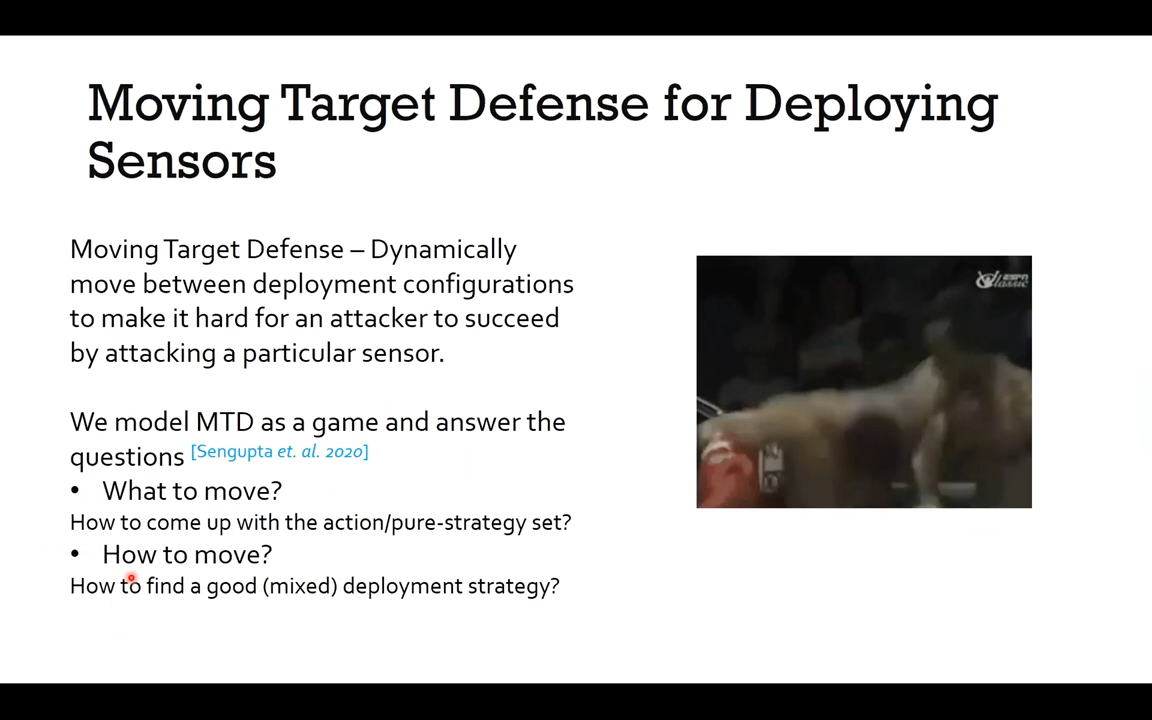 Moving Target Defense for Deploying
Sensors
Moving Target Defense – Dynamically
move between deployment configurations
to make it hard for an attacker to succeed
by attacking a particular sensor.
We model MTD as a game and answer the
questions [Sengupta et. al. 2020]
• What to move?
How to come up with the action/pure-strategy set?
• How to move?
How to find a good (mixed) deployment strategy?
ESPN
Classic